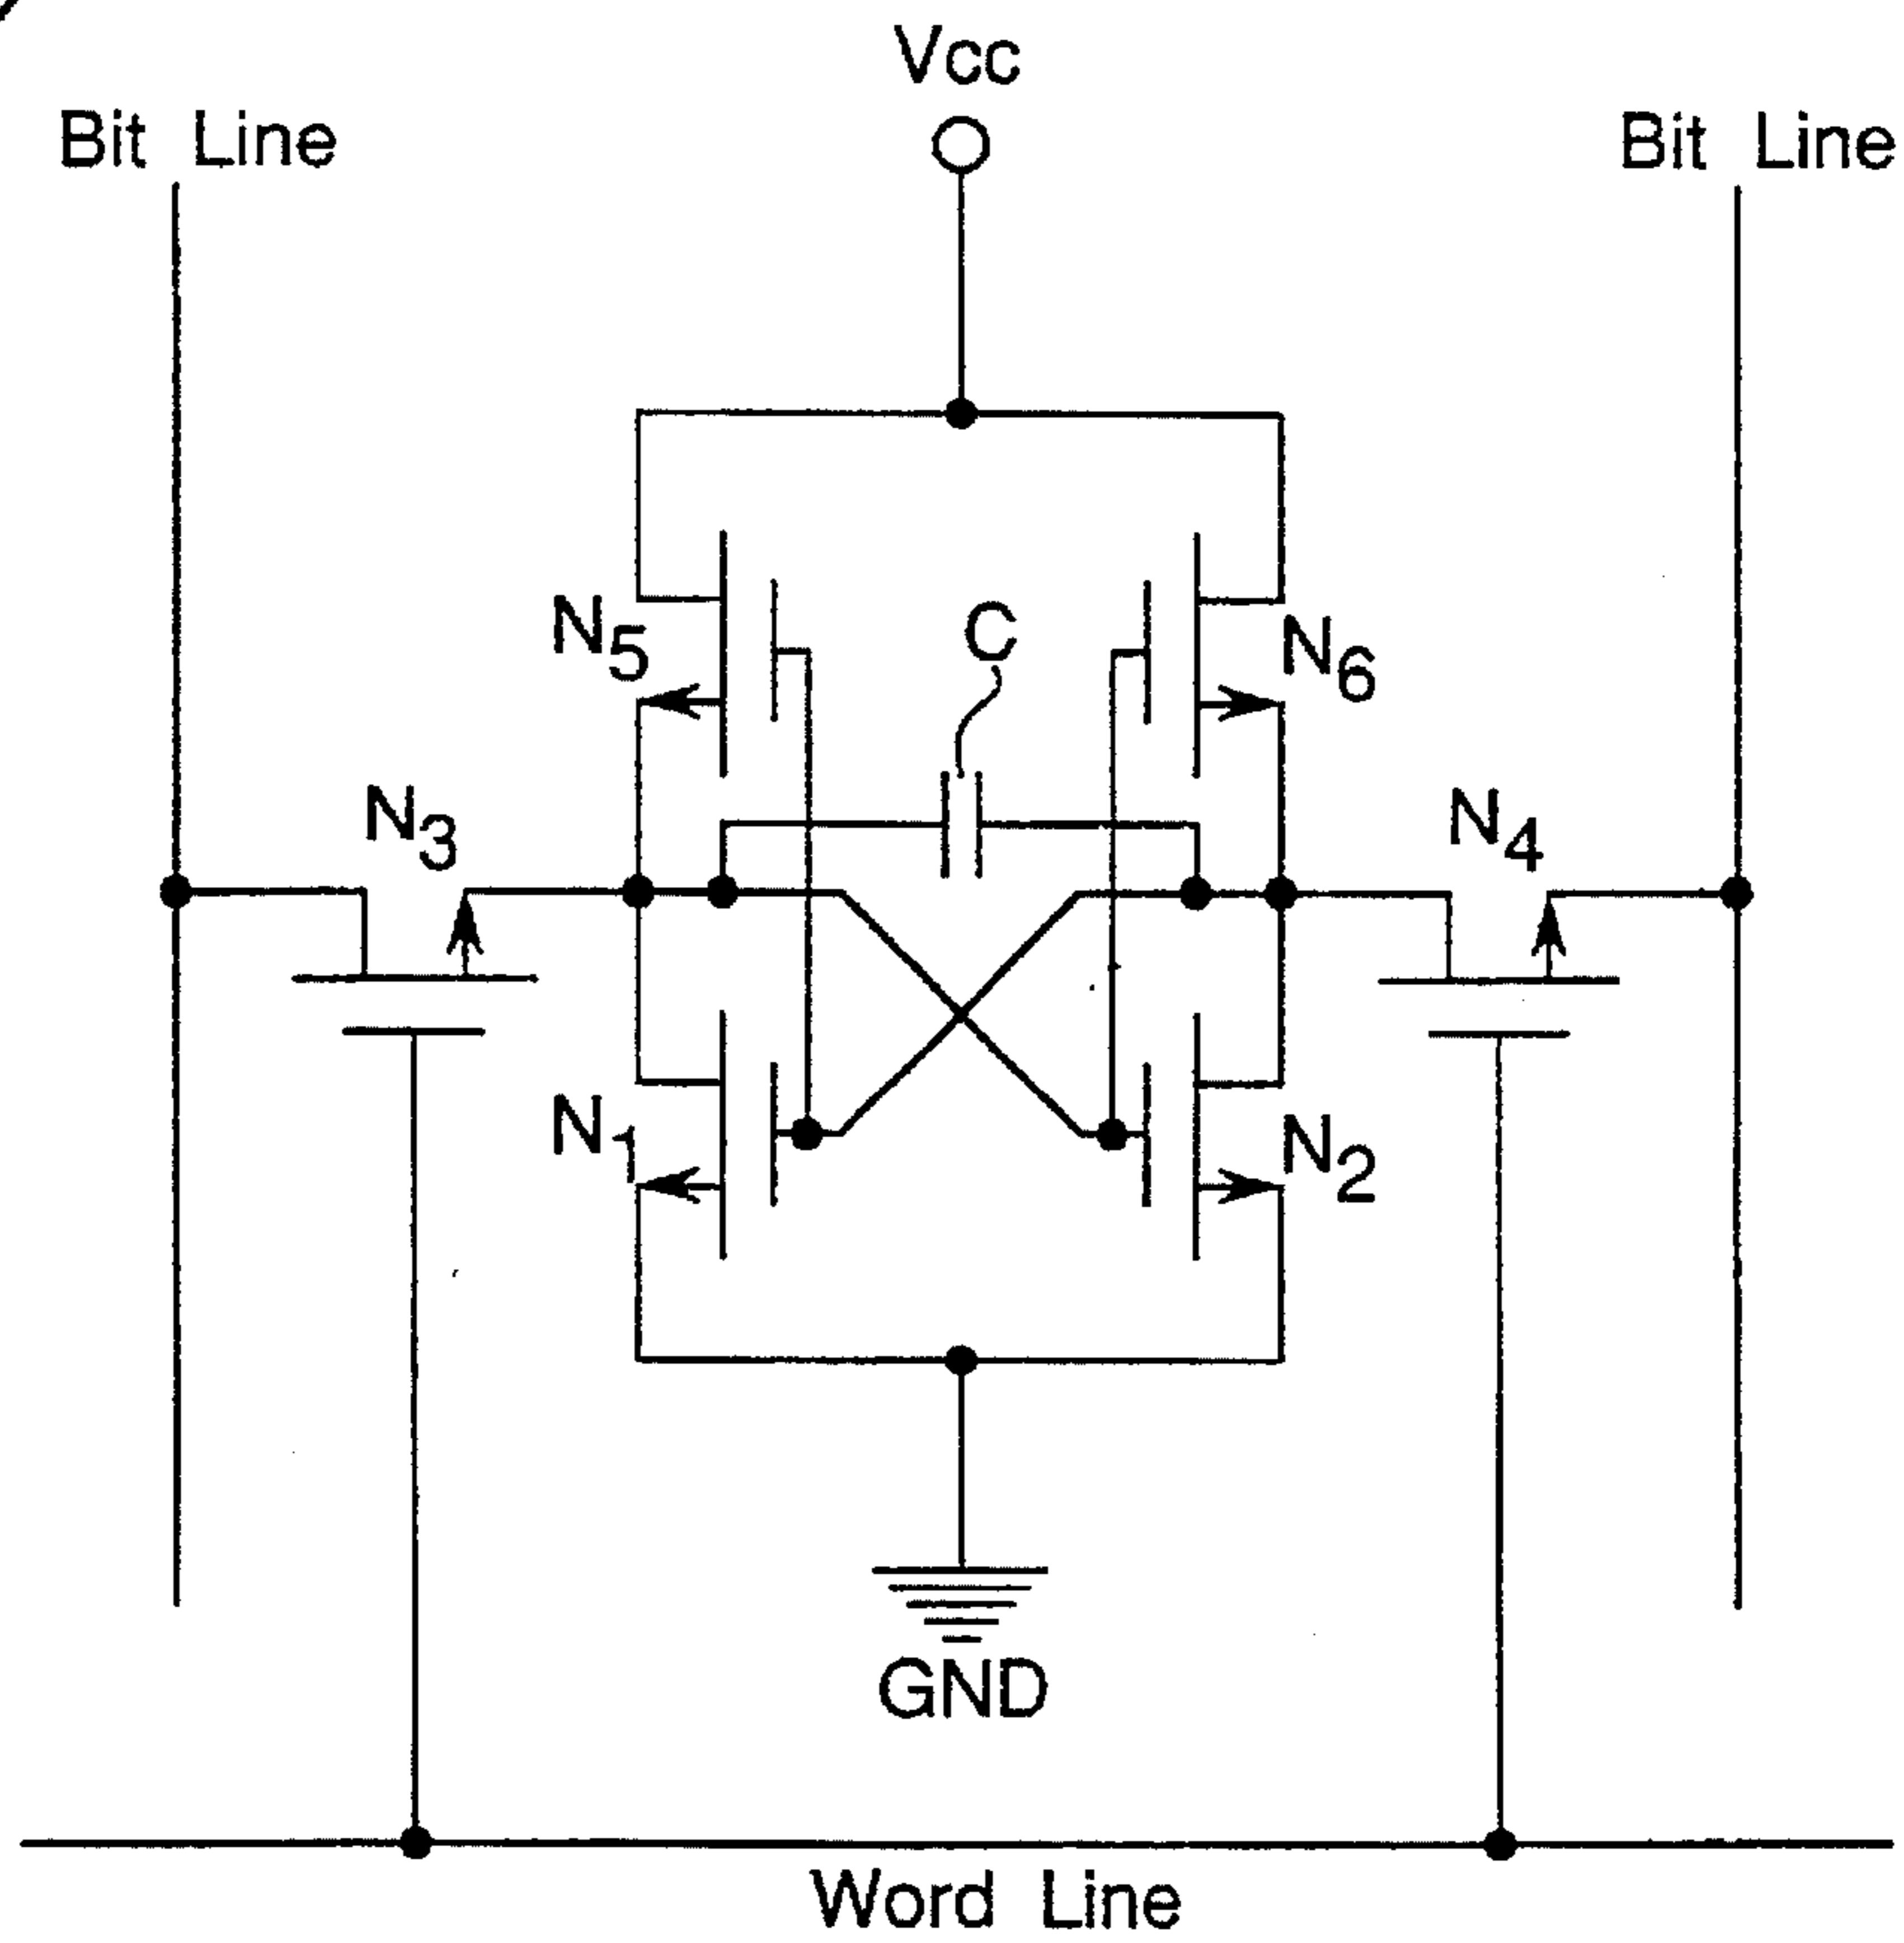 Vcc
Bit Line
Bit Line
N5
C
N6
N3
N4
N1
N2
GND
Word Line